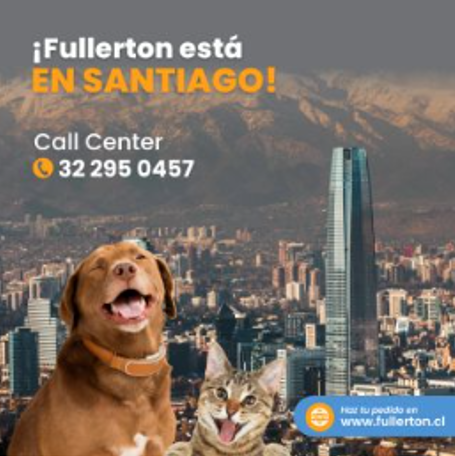 ¡Fullerton está
EN SANTIAGO!
Call Center
32 295 0457
Haz tu pedido en
www.fullerton.cl